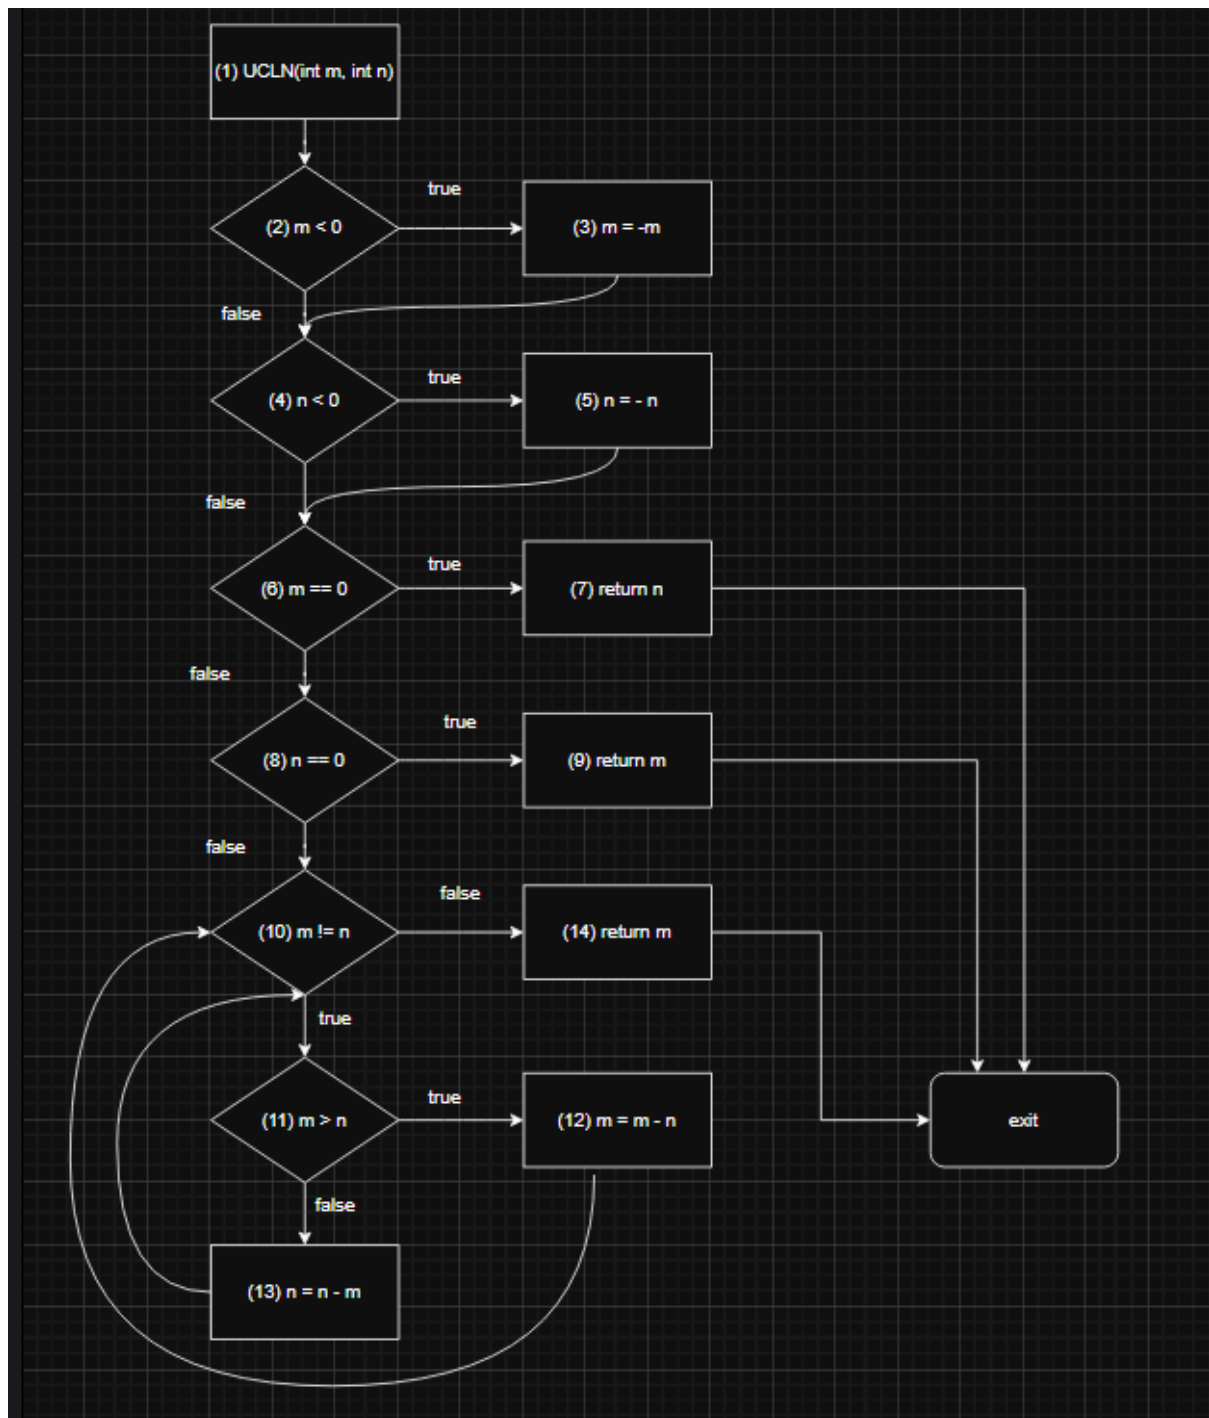 (1) UCLN(int m, int n)
true
(2) m < 0
(3) m = -m
false
true
(4) n < 0
(5) n = - n
false
true
(6) m == 0
(7) return n
false
true
(8) n == 0
(9) return m
false
false
(10) m != n
(14) return m
true
true
(11) m > n
(12) m = m - n
exit
false
(13) n = n - m